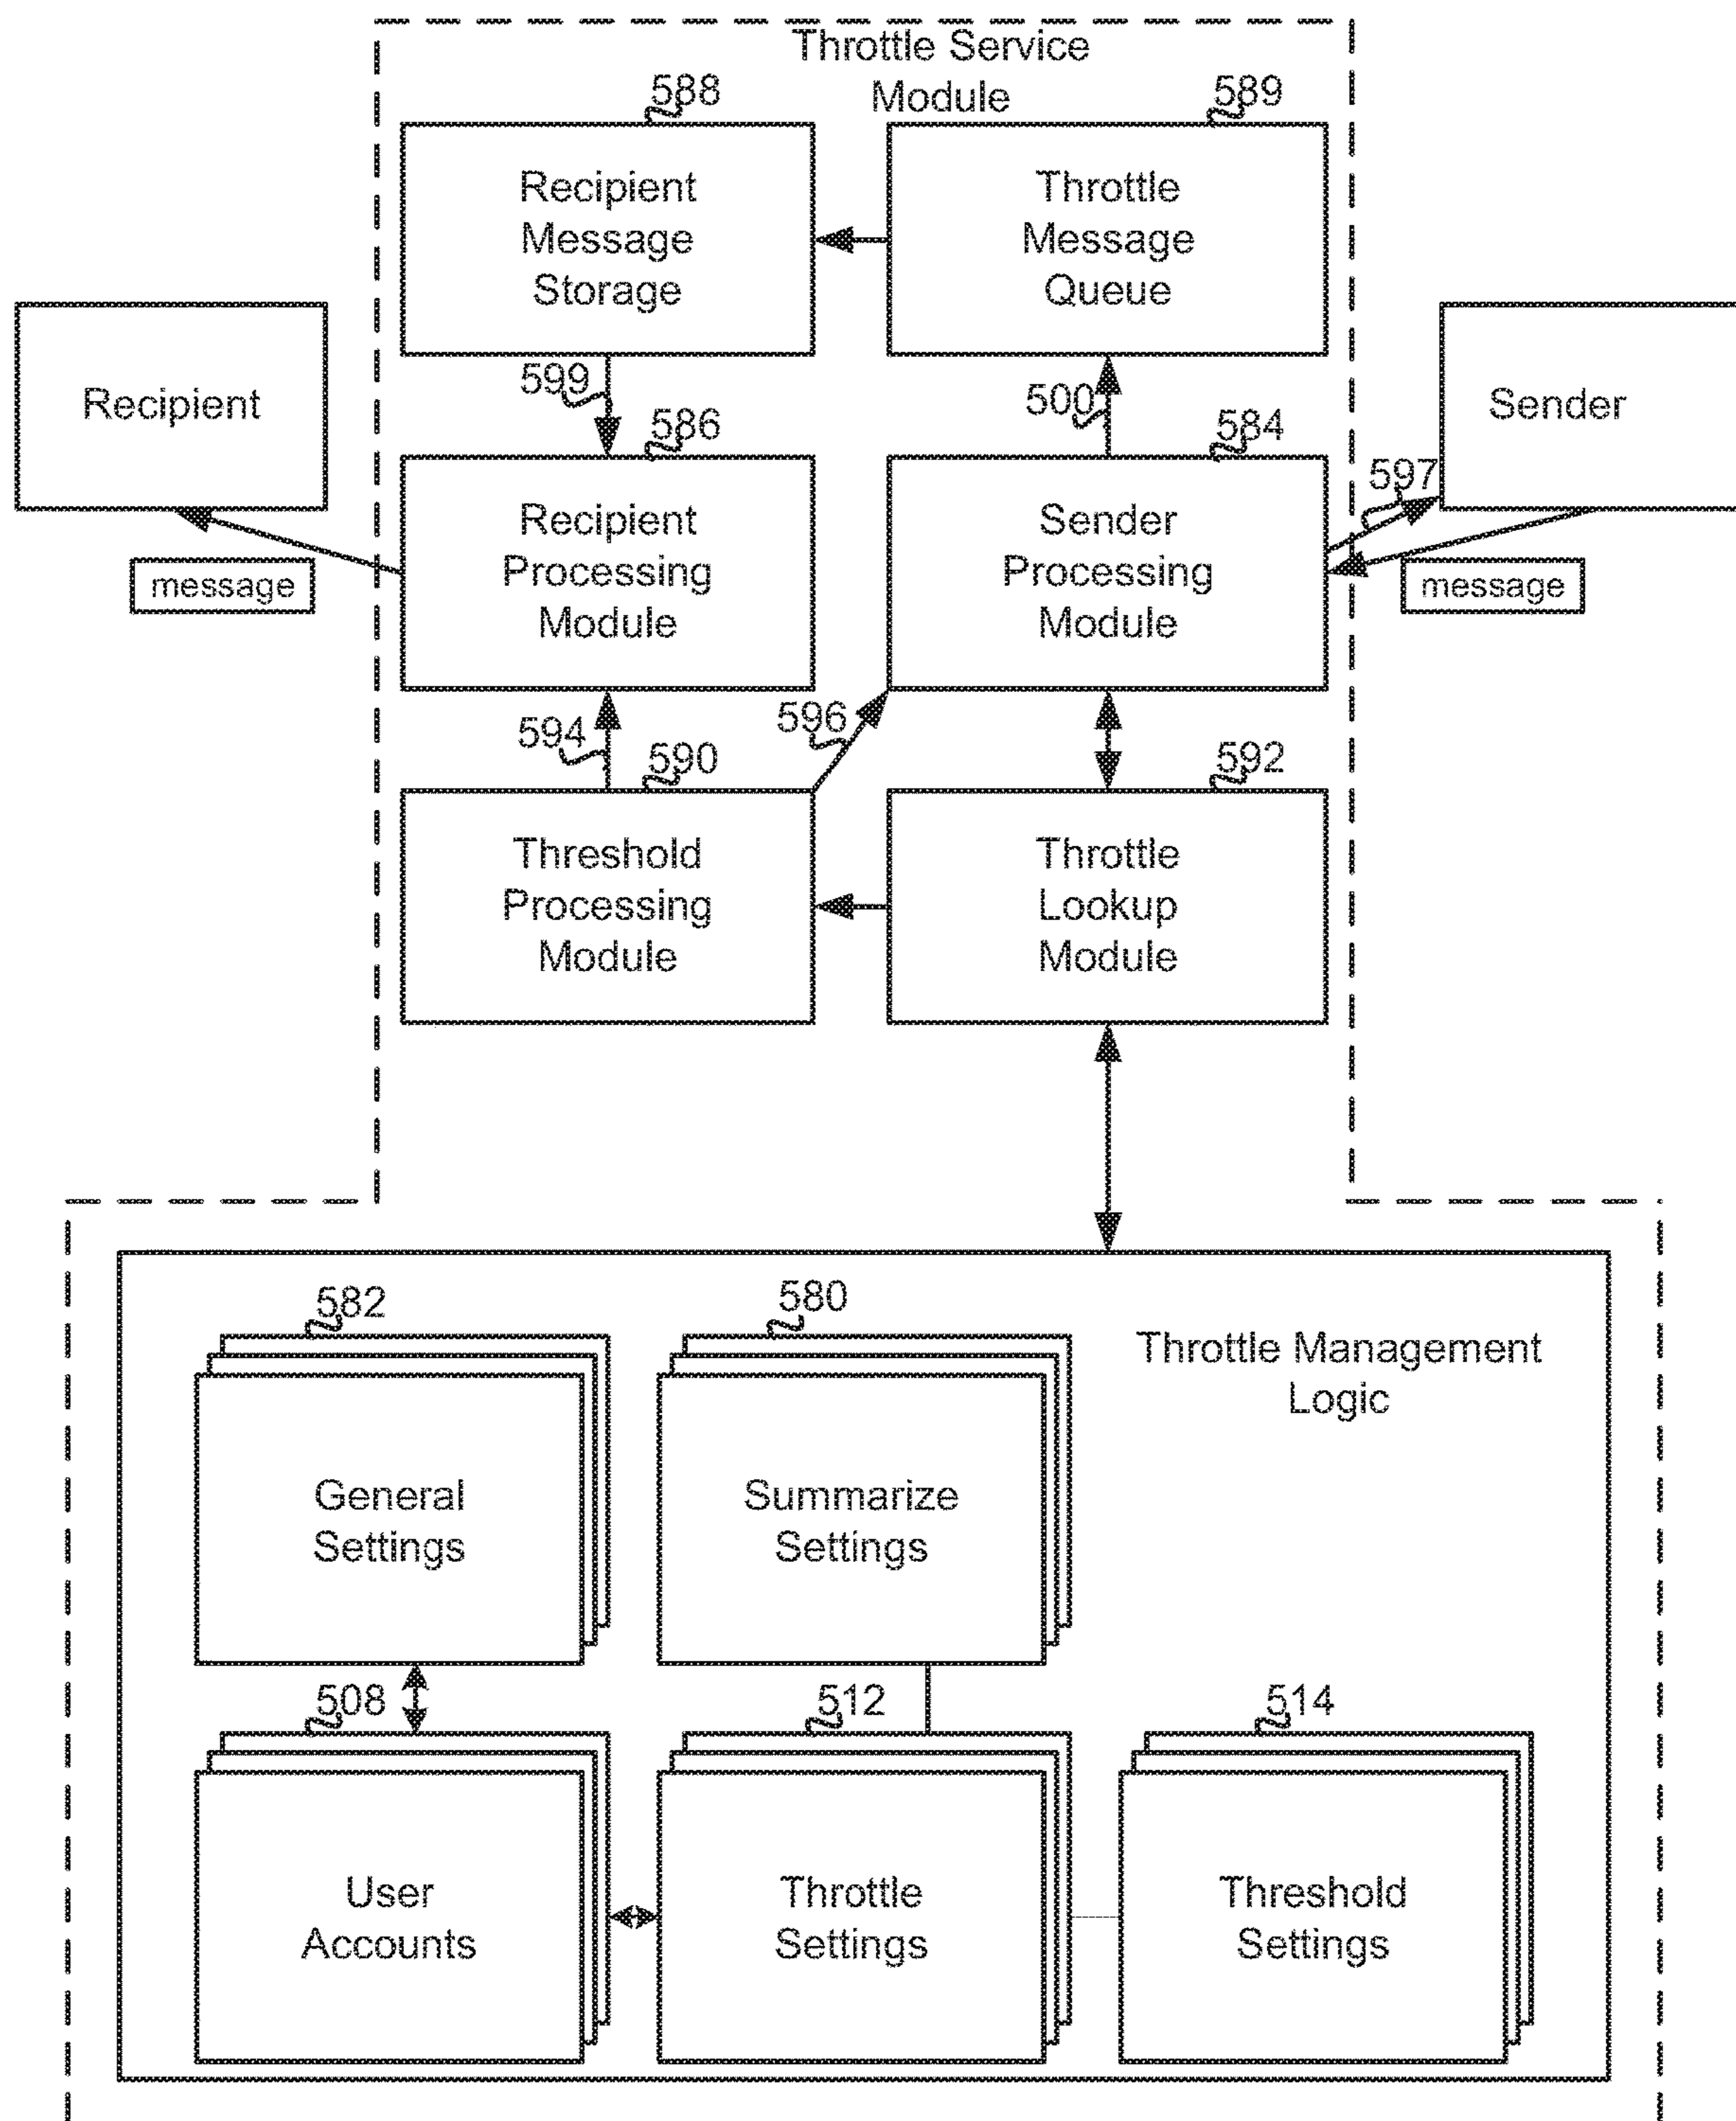 Throttle Service
Module
588
589
Recipient
Message
Storage
Throttle
Message
Queue
Recipient
Sender
599
500
586
584
597
Recipient
Processing
Module
Sender
Processing
Module
message
message
594
596
590
592
Threshold
Processing
Module
Throttle
Lookup
Module
582
580
Throttle Management
Logic
General
Settings
Summarize
Settings
508
512
514
User
Accounts
Throttle
Settings
Threshold
Settings